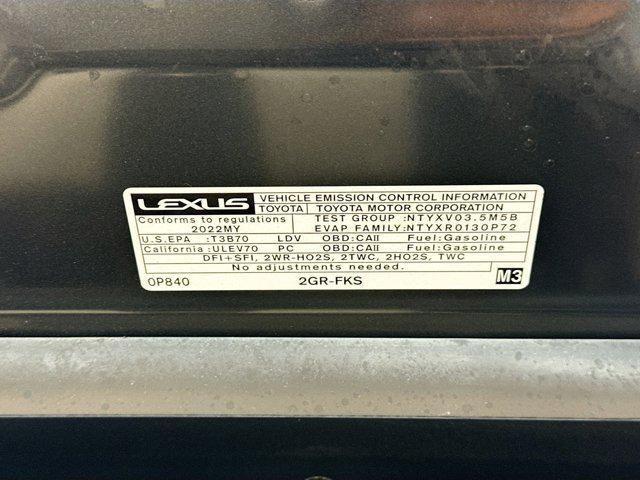 LEXUS VEHICLE EMISSION CONTROL INFORMATION
TOYOTA TOYOTA MOTOR CORPORATION
Conforms to regulations TEST GROUP :NTYXV03.5M5B
2022MY EVAP FAMILY:NTYXR0130P72
U.S.EPA :T3B70 LDV OBD:CAII Fuel:Gasoline
California:ULEV70 PC OBD:CAII Fuel:Gasoline
DFI+SFI, 2WR-HO2S, 2TWC, 2HO2S, TWC
No adjustments needed.
0P840 2GR-FKS M3